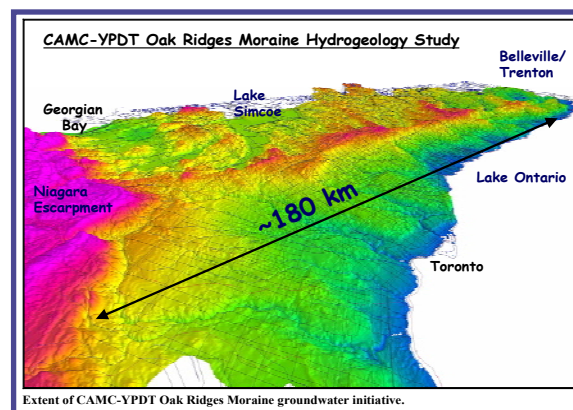 CAMC-YPDT Oak Ridges Moraine Hydrogeology Study
Belleville/
Trenton
Lake
Simcoe
Georgian
Bay
Niagara
Escarpment
Lake Ontario
~180 km
Toronto
Extent of CAMC-YPDT Oak Ridges Moraine groundwater initiative.